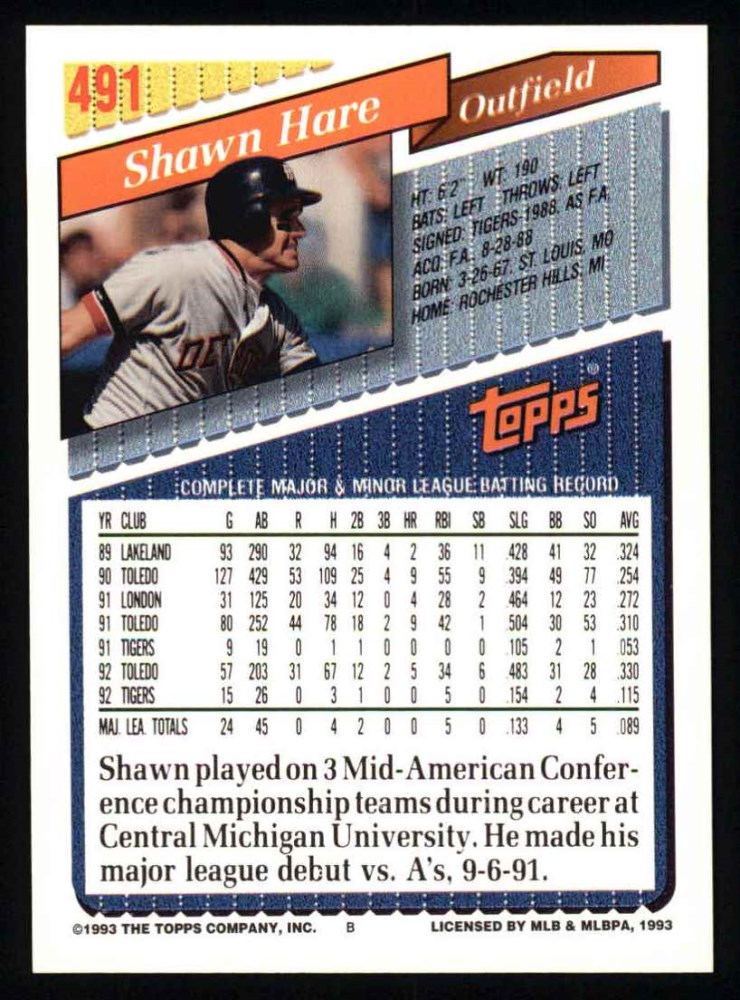 491
Shawn Hare
Outfield
HT: 6'2" WT: 190
BATS: LEFT THROWS: LEFT
SIGNED: TIGERS 1988, AS F.A.
ACQ: F.A., 8-28-88
BORN: 3-26-67, ST. LOUIS, MO
HOME: ROCHESTER HILLS, MI
DET
Topps®
COMPLETE MAJOR & MINOR LEAGUE BATTING RECORD
YR CLUB G AB R H 2B 3B HR RBI SB SLG BB SO AVG
89 LAKELAND 93 290 32 94 16 4 2 36 11 .428 41 32 .324
90 TOLEDO 127 429 53 109 25 4 9 55 9 .394 49 77 .254
91 LONDON 31 125 20 34 12 0 4 28 2 .464 12 23 .272
91 TOLEDO 80 252 44 78 18 2 9 42 1 .504 30 53 .310
91 TIGERS 9 19 0 1 1 0 0 0 0 .105 2 1 .053
92 TOLEDO 57 203 31 67 12 2 5 34 6 .483 31 28 .330
92 TIGERS 15 26 0 3 1 0 0 5 0 .154 2 4 .115
MAJ. LEA. TOTALS 24 45 0 4 2 0 0 5 0 .133 4 5 .089
Shawn played on 3 Mid-American Confer-
ence championship teams during career at
Central Michigan University. He made his
major league debut vs. A's, 9-6-91.
©1993 THE TOPPS COMPANY, INC. B LICENSED BY MLB & MLBPA, 1993